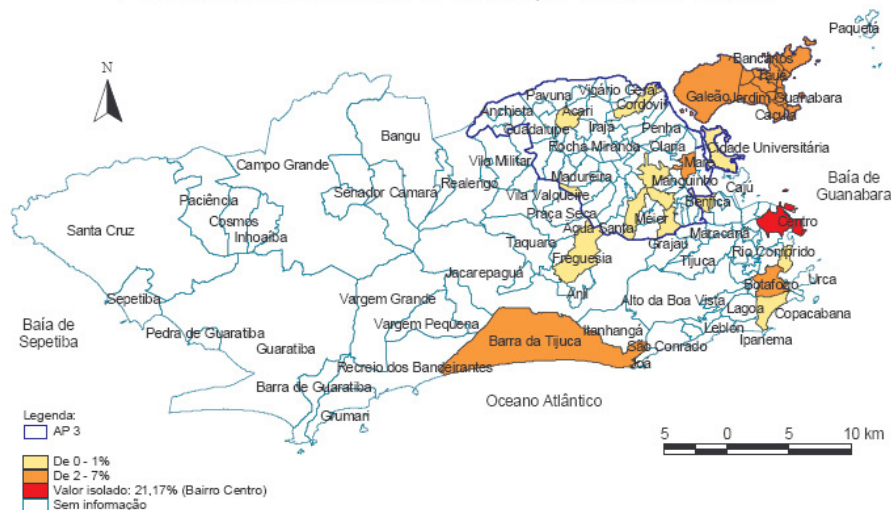 Paquetá
N
Bancários
Tauá
Galeão
Jardim Guanabara
Cacuia
Pavuna
Vigário Geral
Cordovil
Anchieta
Acari
Guadalupe
Irajá
Penha
Bangu
Rocha Miranda
Olaria
Cidade Universitária
Vila Militar
Maré
Campo Grande
Realengo
Madureira
Manguinho
Baía de
Guanabara
Senador Camará
Caju
Paciência
Vila Valqueire
Benfica
Cosmos
Praça Seca
Méier
Centro
Santa Cruz
Inhoaíba
Água Santa
Maracanã
Taquara
Grajaú
Rio Comprido
Freguesia
Tijuca
Jacarepaguá
Botafogo
Urca
Sepetiba
Vargem Grande
Anil
Alto da Boa Vista
Lagoa
Copacabana
Baía de
Sepetiba
Vargem Pequena
Itanhangá
Leblon
Pedra de Guaratiba
Ipanema
Guaratiba
Barra da Tijuca
São Conrado
Recreio dos Bandeirantes
Joá
Barra de Guaratiba
Oceano Atlântico
Grumari
Legenda:
AP 3
5 0 5 10 km
De 0 - 1%
De 2 - 7%
Valor isolado: 21,17% (Bairro Centro)
Sem informação